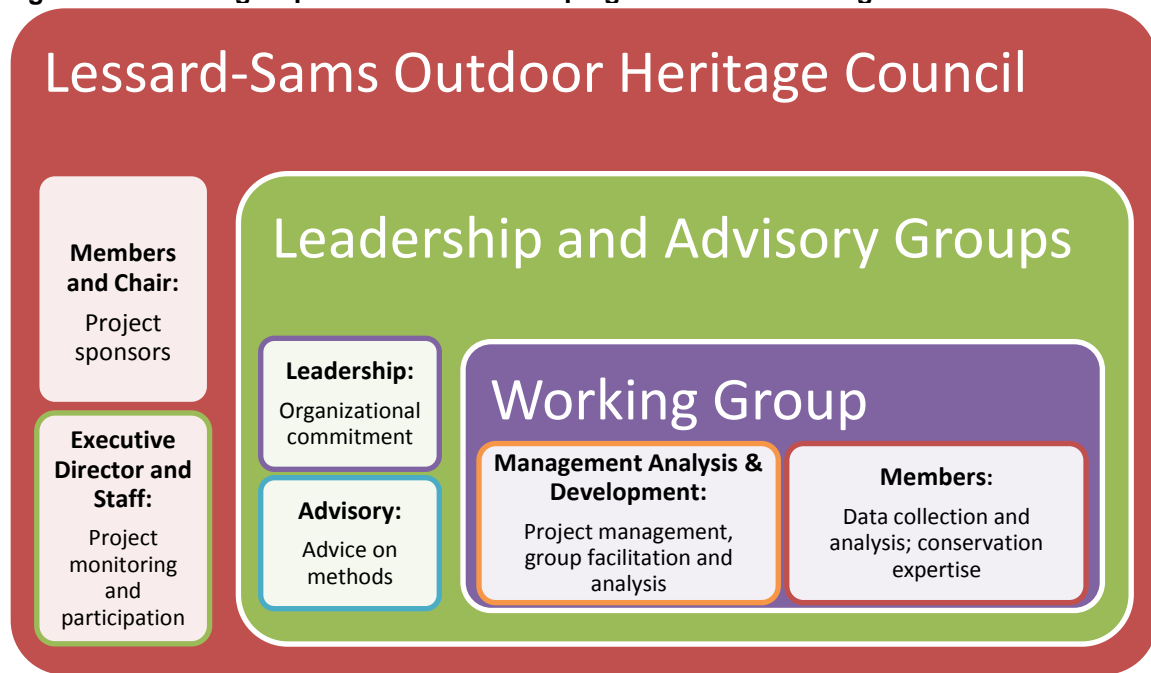 Lessard-Sams Outdoor Heritage Council
Members
and Chair:
Project
sponsors
Executive
Director and
Staff:
Project
monitoring
and
participation
Leadership and Advisory Groups
Leadership:
Organizational
commitment
Advisory:
Advice on
methods
Working Group
Management Analysis &
Development:
Project management,
group facilitation and
analysis
Members:
Data collection and
analysis; conservation
expertise